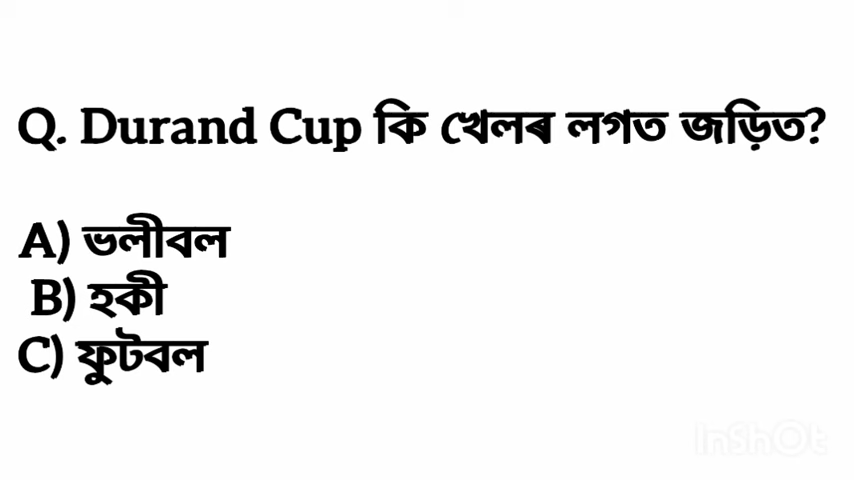 Q. Durand Cup কি খেলৰ লগত জড়িত?
A) ভলীবল
B) হকী
C) ফুটবল
InShOt